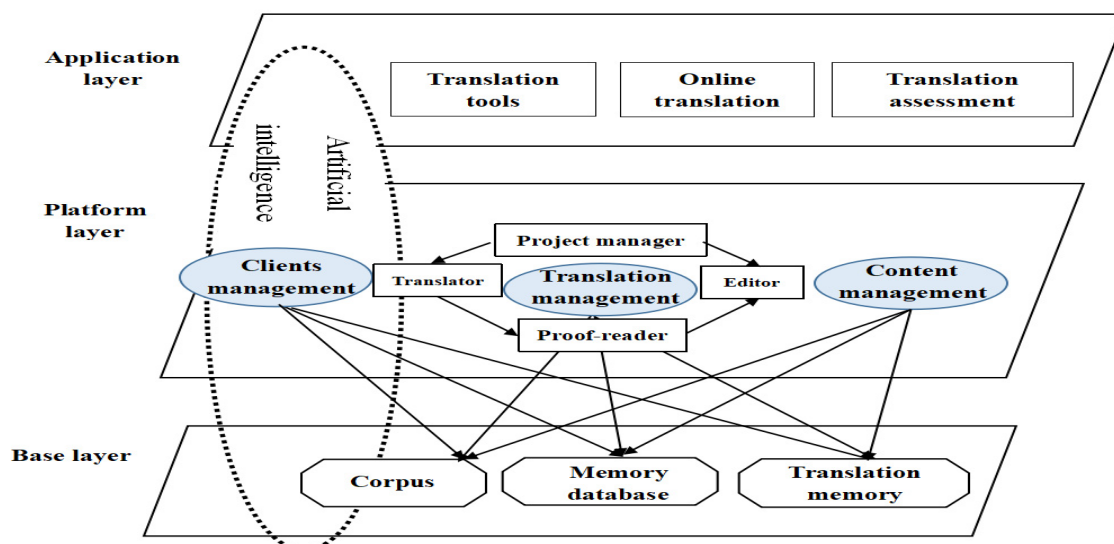 Application
layer
Translation
tools
Online
translation
Translation
assessment
Artificial
intelligence
Platform
layer
Project manager
Clients
management
Translator
Translation
management
Editor
Content
management
Proof-reader
Base layer
Corpus
Memory
database
Translation
memory